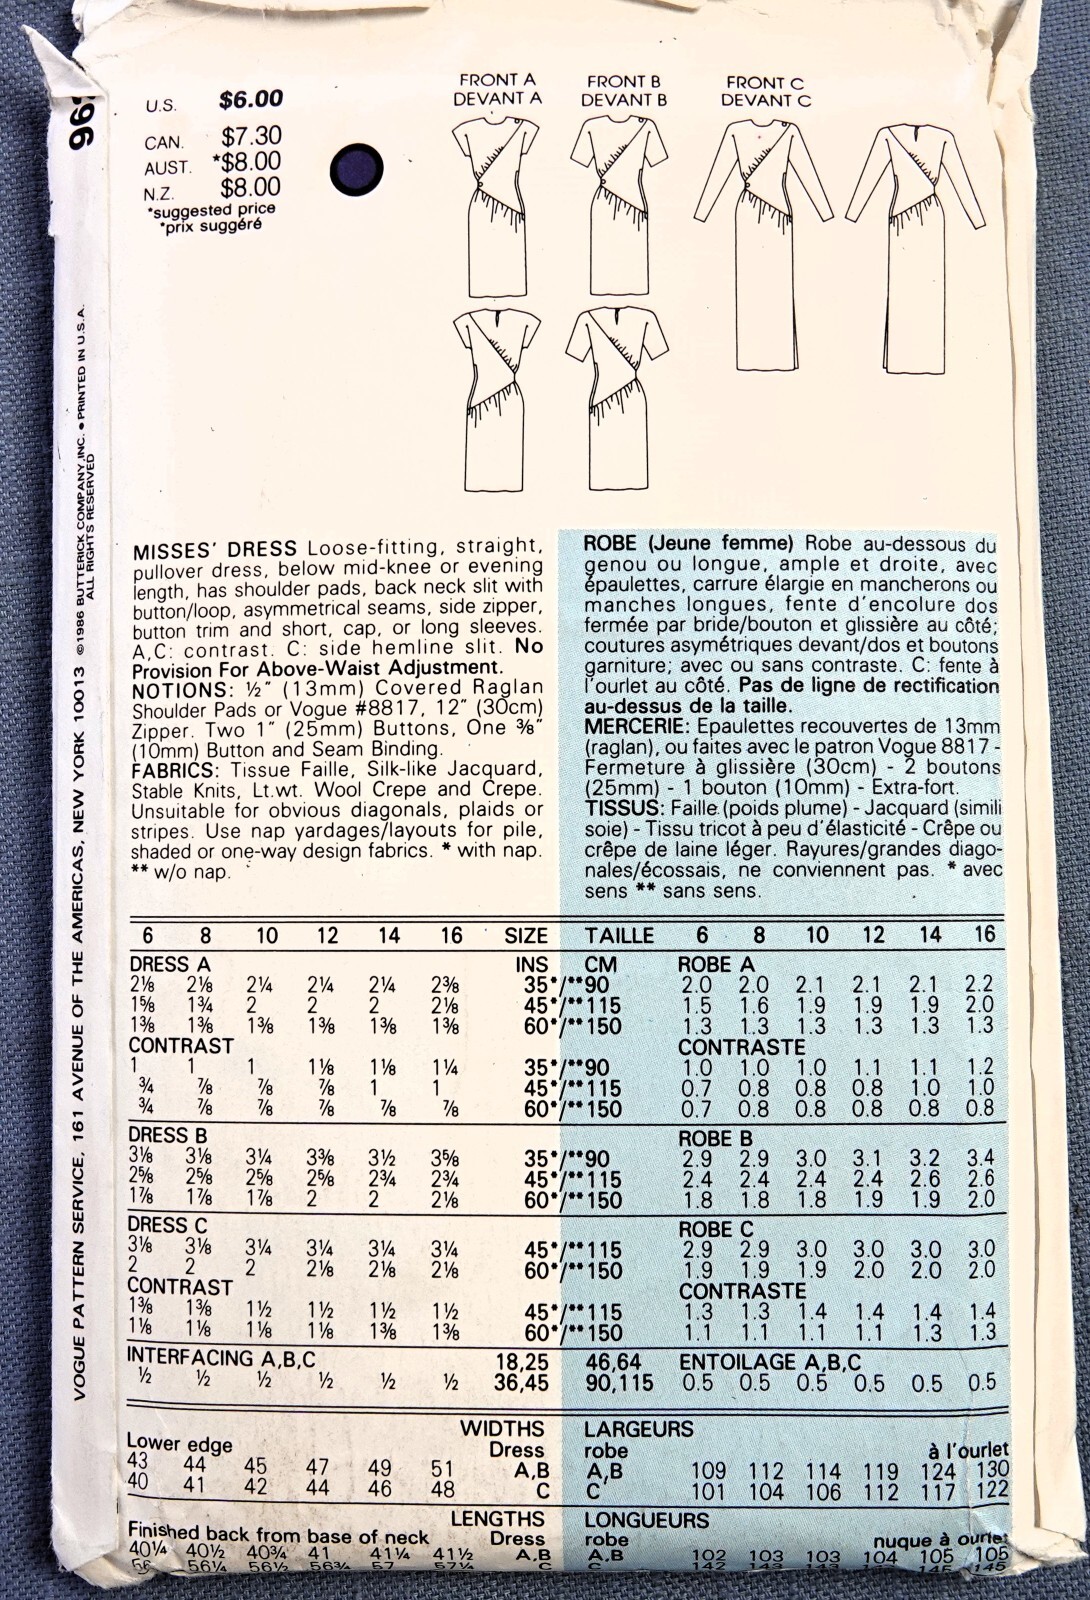 U.S. $6.00
CAN. $7.30
AUST. *$8.00
N.Z. $8.00
*suggested price
*prix suggéré
FRONT A
DEVANT A
FRONT B
DEVANT B
FRONT C
DEVANT C
VOGUE PATTERN SERVICE, 161 AVENUE OF THE AMERICAS, NEW YORK 10013 ©1986 BUTTERICK COMPANY, INC. • PRINTED IN U.S.A.
ALL RIGHTS RESERVED
MISSES' DRESS Loose-fitting, straight,
pullover dress, below mid-knee or evening
length, has shoulder pads, back neck slit with
button/loop, asymmetrical seams, side zipper,
button trim and short, cap, or long sleeves.
A,C: contrast. C: side hemline slit. No
Provision For Above-Waist Adjustment.
NOTIONS: ½" (13mm) Covered Raglan
Shoulder Pads or Vogue #8817, 12" (30cm)
Zipper. Two 1" (25mm) Buttons, One ⅜"
(10mm) Button and Seam Binding.
FABRICS: Tissue Faille, Silk-like Jacquard,
Stable Knits, Lt.wt. Wool Crepe and Crepe.
Unsuitable for obvious diagonals, plaids or
stripes. Use nap yardages/layouts for pile,
shaded or one-way design fabrics. * with nap.
** w/o nap.
ROBE (Jeune femme) Robe au-dessous du
genou ou longue, ample et droite, avec
épaulettes, carrure élargie en mancherons ou
manches longues, fente d'encolure dos
fermée par bride/bouton et glissière au côté;
coutures asymétriques devant/dos et boutons
garniture; avec ou sans contraste. C: fente à
l'ourlet au côté. Pas de ligne de rectification
au-dessus de la taille.
MERCERIE: Epaulettes recouvertes de 13mm
(raglan), ou faites avec le patron Vogue 8817 -
Fermeture à glissière (30cm) - 2 boutons
(25mm) - 1 bouton (10mm) - Extra-fort.
TISSUS: Faille (poids plume) - Jacquard (simili
soie) - Tissu tricot à peu d'élasticité - Crêpe ou
crêpe de laine léger. Rayures/grandes diago-
nales/écossais, ne conviennent pas. * avec
sens ** sans sens.
6 8 10 12 14 16 SIZE TAILLE 6 8 10 12 14 16
DRESS A INS CM ROBE A
2⅛ 2⅛ 2¼ 2¼ 2¼ 2⅜ 35*/**90 2.0 2.0 2.1 2.1 2.1 2.2
1⅝ 1¾ 2 2 2 2⅛ 45*/**115 1.5 1.6 1.9 1.9 1.9 2.0
1⅜ 1⅜ 1⅜ 1⅜ 1⅜ 1⅜ 60*/**150 1.3 1.3 1.3 1.3 1.3 1.3
CONTRAST CONTRASTE
1 1 1 1⅛ 1⅛ 1¼ 35*/**90 1.0 1.0 1.0 1.1 1.1 1.2
¾ ⅞ ⅞ ⅞ 1 1 45*/**115 0.7 0.8 0.8 0.8 1.0 1.0
¾ ⅞ ⅞ ⅞ ⅞ ⅞ 60*/**150 0.7 0.8 0.8 0.8 0.8 0.8
DRESS B ROBE B
3⅛ 3⅛ 3¼ 3⅜ 3½ 3⅝ 35*/**90 2.9 2.9 3.0 3.1 3.2 3.4
2⅝ 2⅝ 2⅝ 2⅝ 2¾ 2¾ 45*/**115 2.4 2.4 2.4 2.4 2.6 2.6
1⅞ 1⅞ 1⅞ 2 2 2⅛ 60*/**150 1.8 1.8 1.8 1.9 1.9 2.0
DRESS C ROBE C
3⅛ 3⅛ 3¼ 3¼ 3¼ 3¼ 45*/**115 2.9 2.9 3.0 3.0 3.0 3.0
2 2 2 2⅛ 2⅛ 2⅛ 60*/**150 1.9 1.9 1.9 2.0 2.0 2.0
CONTRAST CONTRASTE
1⅜ 1⅜ 1½ 1½ 1½ 1½ 45*/**115 1.3 1.3 1.4 1.4 1.4 1.4
1⅛ 1⅛ 1⅛ 1⅛ 1⅜ 1⅜ 60*/**150 1.1 1.1 1.1 1.1 1.3 1.3
INTERFACING A,B,C 18,25 46,64 ENTOILAGE A,B,C
½ ½ ½ ½ ½ ½ 36,45 90,115 0.5 0.5 0.5 0.5 0.5 0.5
WIDTHS LARGEURS
Lower edge Dress robe à l'ourlet
43 44 45 47 49 51 A,B A,B 109 112 114 119 124 130
40 41 42 44 46 48 C C 101 104 106 112 117 122
LENGTHS LONGUEURS
Finished back from base of neck Dress robe nuque à ourlet
40¼ 40½ 40¾ 41 41¼ 41½ A,B A,B 102 103 103 104 105 105
56 56¼ 56½ 56¾ 57 57¼ C C 142 143 143 145 145